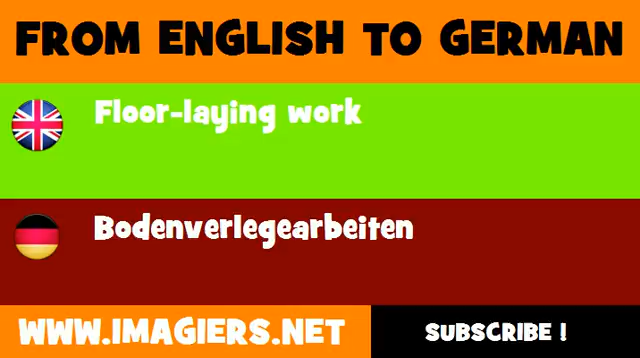 FROM ENGLISH TO GERMAN
Floor-laying work
Bodenverlegearbeiten
WWW.IMAGIERS.NET
SUBSCRIBE !